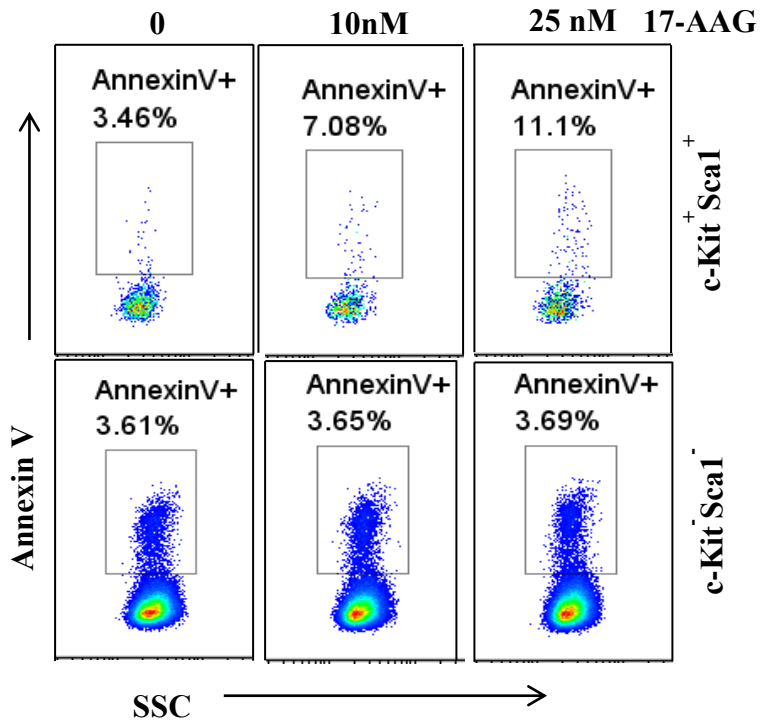 0 10nM 25 nM 17-AAG
AnnexinV+
3.46%
AnnexinV+
7.08%
AnnexinV+
11.1%
c-Kit⁺Sca1⁺
AnnexinV+
3.61%
AnnexinV+
3.65%
AnnexinV+
3.69%
c-Kit⁻Sca1⁻
Annexin V
SSC